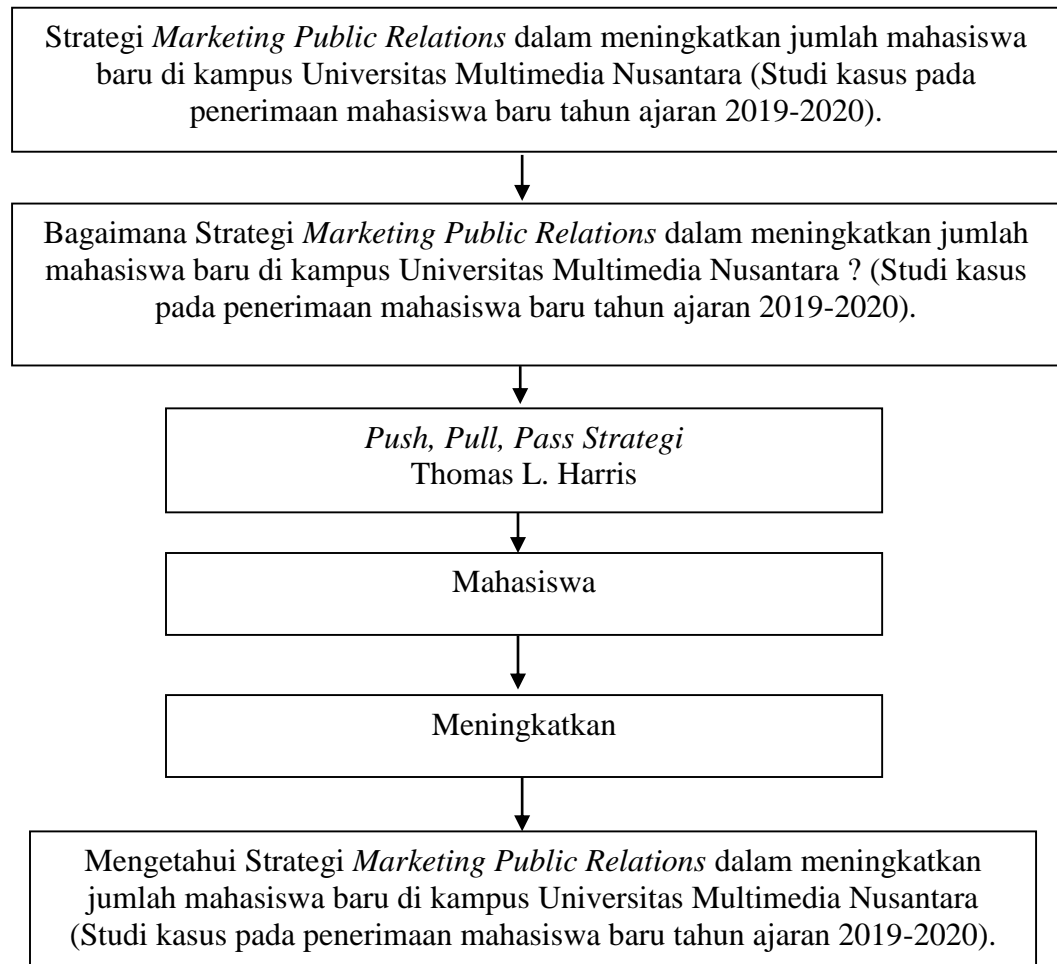 Strategi Marketing Public Relations dalam meningkatkan jumlah mahasiswa
baru di kampus Universitas Multimedia Nusantara (Studi kasus pada
penerimaan mahasiswa baru tahun ajaran 2019-2020).
Bagaimana Strategi Marketing Public Relations dalam meningkatkan jumlah
mahasiswa baru di kampus Universitas Multimedia Nusantara ? (Studi kasus
pada penerimaan mahasiswa baru tahun ajaran 2019-2020).
Push, Pull, Pass Strategi
Thomas L. Harris
Mahasiswa
Meningkatkan
Mengetahui Strategi Marketing Public Relations dalam meningkatkan
jumlah mahasiswa baru di kampus Universitas Multimedia Nusantara
(Studi kasus pada penerimaan mahasiswa baru tahun ajaran 2019-2020).